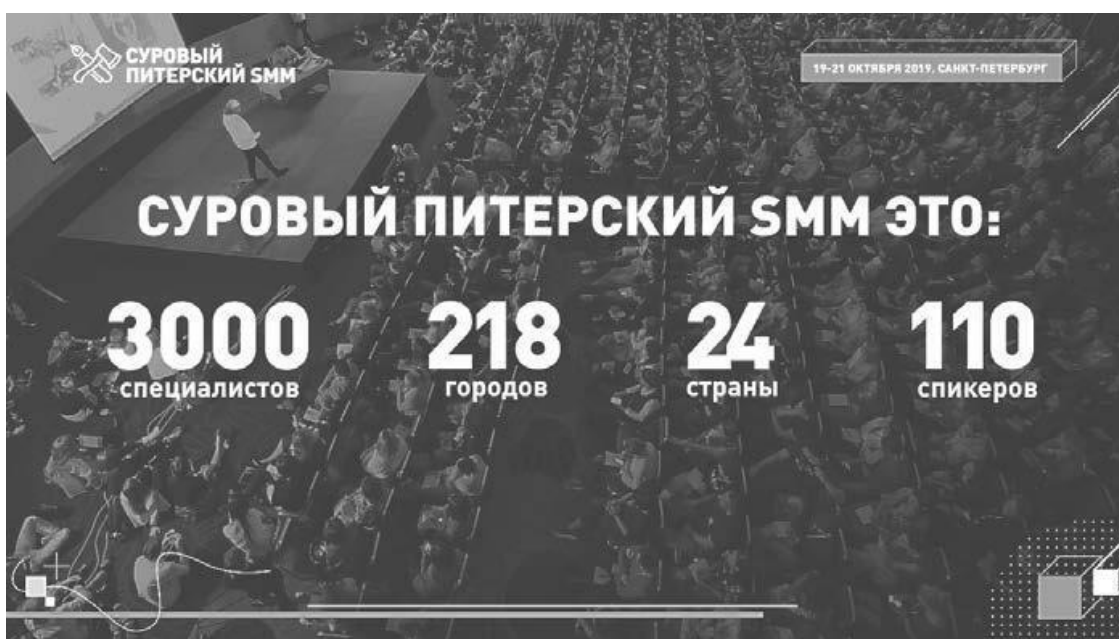 СУРОВЫЙ
ПИТЕРСКИЙ SMM
19-21 ОКТЯБРЯ 2019, САНКТ-ПЕТЕРБУРГ
СУРОВЫЙ ПИТЕРСКИЙ SMM ЭТО:
3000
специалистов
218
городов
24
страны
110
спикеров